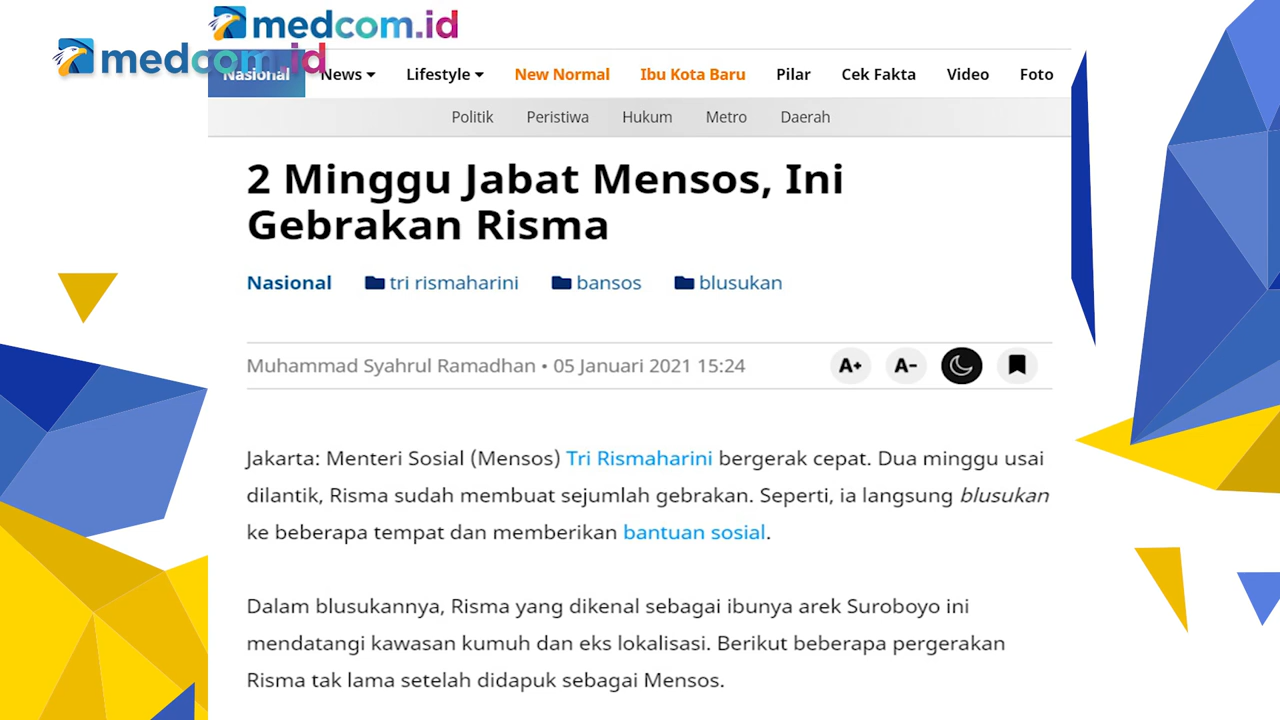 medcom.id
medcom.id
Nasional News Lifestyle New Normal Ibu Kota Baru Pilar Cek Fakta Video Foto
Politik Peristiwa Hukum Metro Daerah
2 Minggu Jabat Mensos, Ini
Gebrakan Risma
Nasional tri rismaharini bansos blusukan
Muhammad Syahrul Ramadhan • 05 Januari 2021 15:24 A+ A-
Jakarta: Menteri Sosial (Mensos) Tri Rismaharini bergerak cepat. Dua minggu usai
dilantik, Risma sudah membuat sejumlah gebrakan. Seperti, ia langsung blusukan
ke beberapa tempat dan memberikan bantuan sosial.
Dalam blusukannya, Risma yang dikenal sebagai ibunya arek Suroboyo ini
mendatangi kawasan kumuh dan eks lokalisasi. Berikut beberapa pergerakan
Risma tak lama setelah didapuk sebagai Mensos.